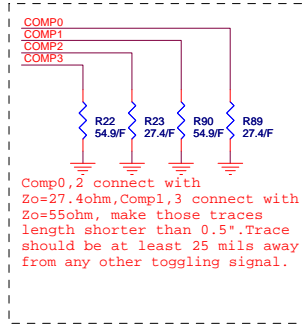 COMP0
COMP1
COMP2
COMP3
R22 R23 R90 R89
54.9/F 27.4/F 54.9/F 27.4/F
Comp0,2 connect with
Zo=27.4ohm,Comp1,3 connect with
Zo=55ohm, make those traces
length shorter than 0.5".Trace
should be at least 25 mils away
from any other toggling signal.